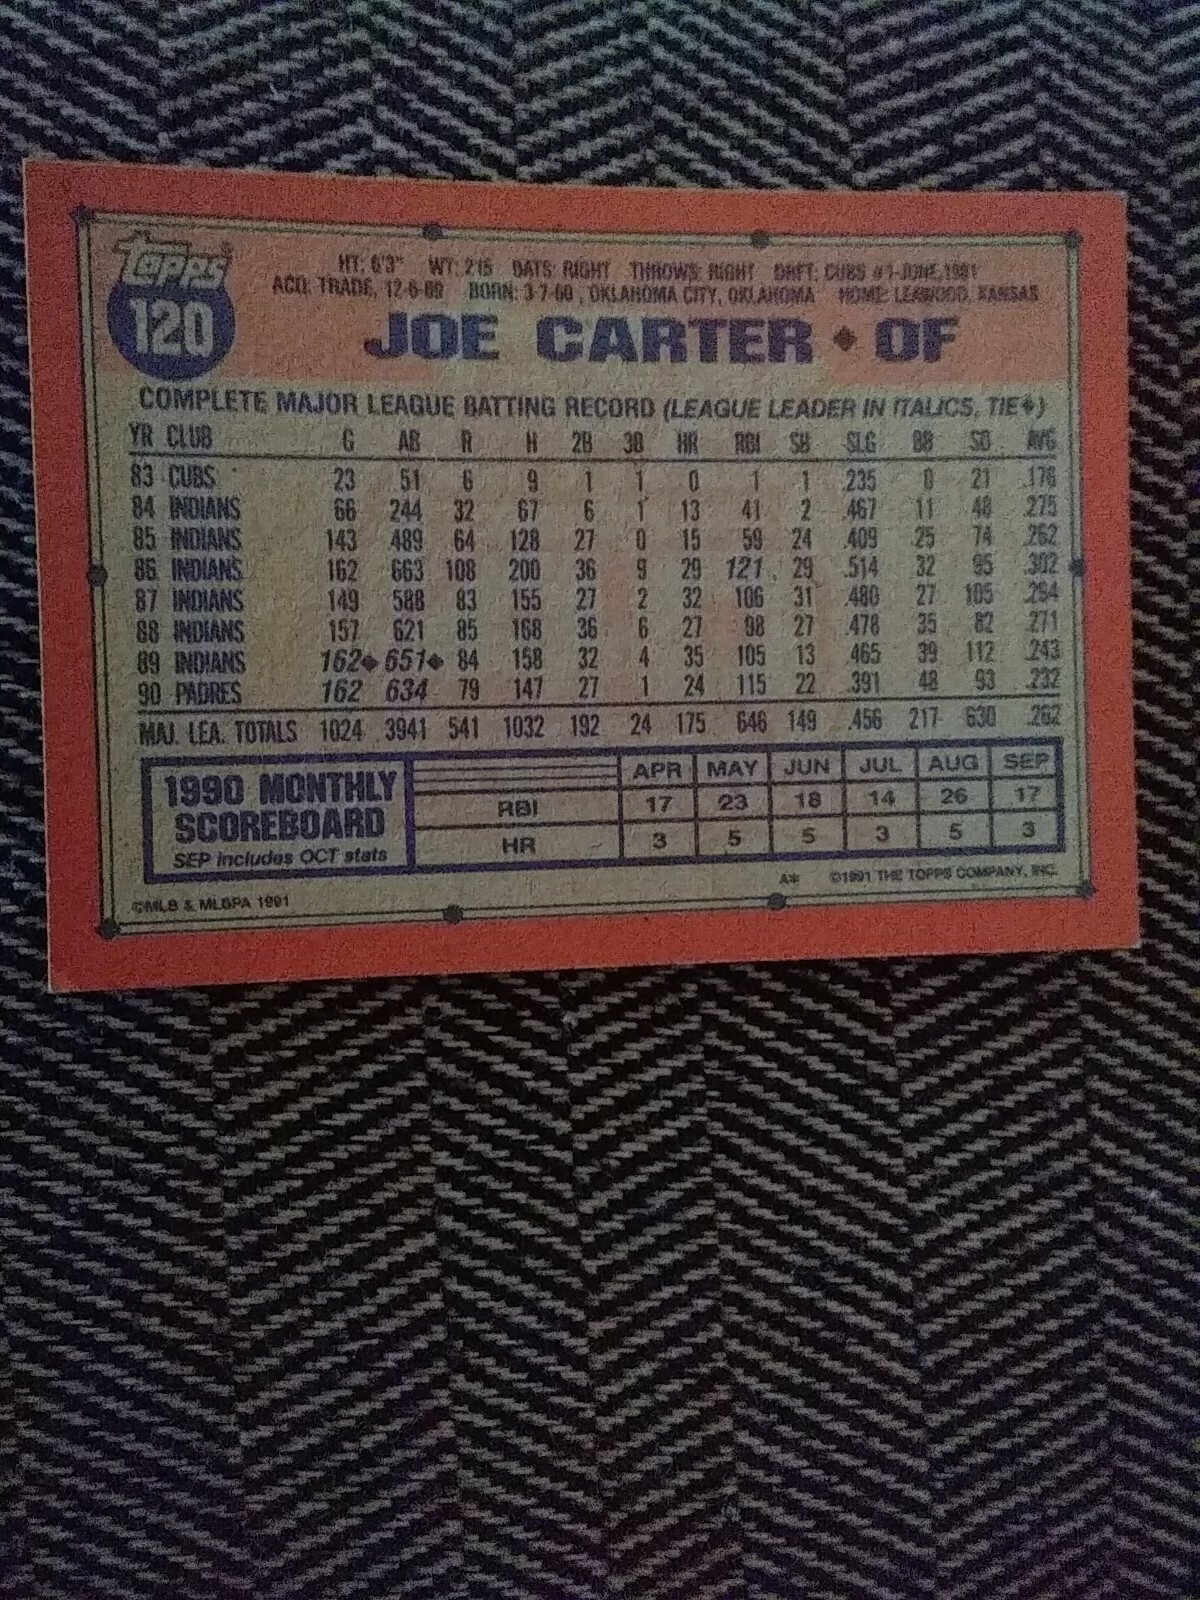 Topps
120
HT: 6'3" WT: 215 BATS: RIGHT THROWS: RIGHT DRFT: CUBS #1-JUNE, 1981
ACQ: TRADE, 12-6-89 BORN: 3-7-60, OKLAHOMA CITY, OKLAHOMA HOME: LEAWOOD, KANSAS
JOE CARTER ♦ OF
COMPLETE MAJOR LEAGUE BATTING RECORD (LEAGUE LEADER IN ITALICS, TIE♦)
YR CLUB G AB R H 2B 3B HR RBI SB SLG BB SO AVG
83 CUBS 23 51 6 9 1 1 0 1 1 .235 0 21 .176
84 INDIANS 66 244 32 67 6 1 13 41 2 .467 11 48 .275
85 INDIANS 143 489 64 128 27 0 15 59 24 .409 25 74 .262
86 INDIANS 162 663 108 200 36 9 29 121 29 .514 32 95 .302
87 INDIANS 149 588 83 155 27 2 32 106 31 .480 27 105 .264
88 INDIANS 157 621 85 168 36 6 27 98 27 .478 35 82 .271
89 INDIANS 162♦ 651♦ 84 158 32 4 35 105 13 .465 39 112 .243
90 PADRES 162 634 79 147 27 1 24 115 22 .391 48 93 .232
MAJ. LEA. TOTALS 1024 3941 541 1032 192 24 175 646 149 .456 217 630 .262
1990 MONTHLY
SCOREBOARD
SEP includes OCT stats
APR MAY JUN JUL AUG SEP
RBI 17 23 18 14 26 17
HR 3 5 5 3 5 3
©MLB & MLBPA 1991
A* ©1991 THE TOPPS COMPANY, INC.